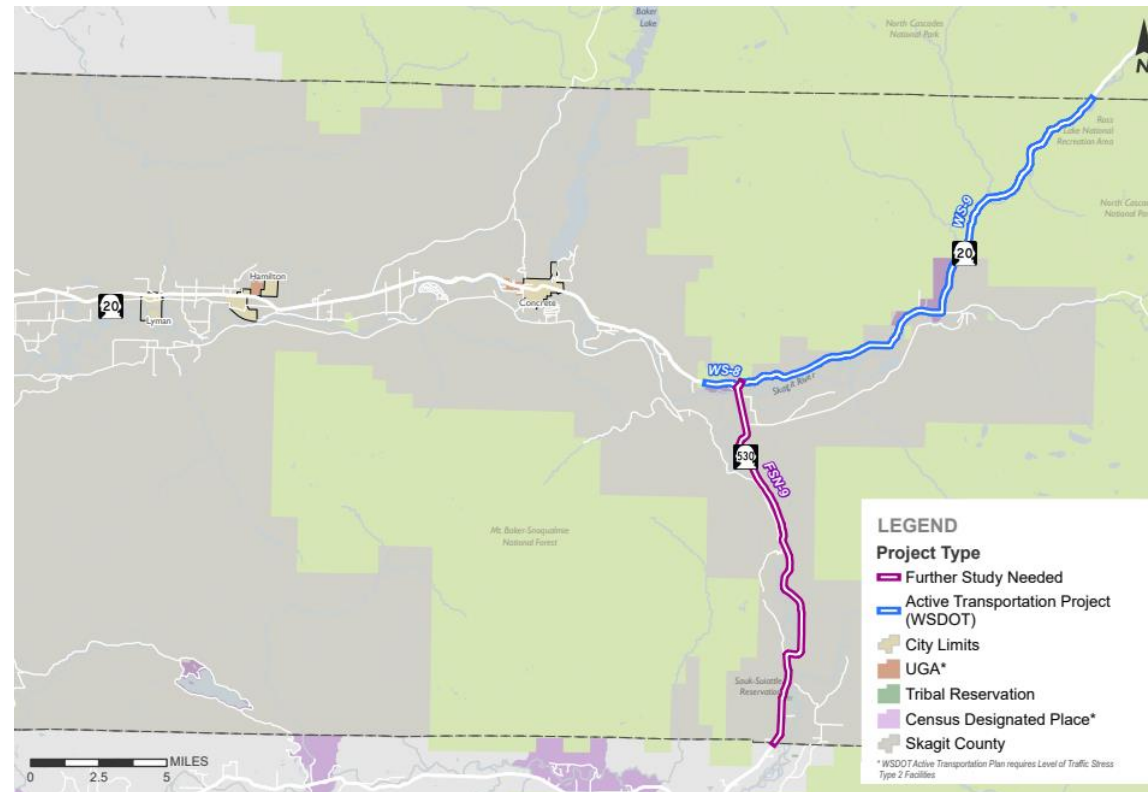 Baker
Lake
North Cascades
National Park
N
Ross
Lake National
Recreation Area
North Casca
National Pa
WS-9
20
Hamilton
20
Lyman
Concrete
WS-8
Skagit River
530
FSN-9
Mt. Baker-Snoqualmie
National Forest
Sauk-Suiattle
Reservation
MILES
0 2.5 5
LEGEND
Project Type
Further Study Needed
Active Transportation Project
(WSDOT)
City Limits
UGA*
Tribal Reservation
Census Designated Place*
Skagit County
* WSDOT Active Transportation Plan requires Level of Traffic Stress
Type 2 Facilities